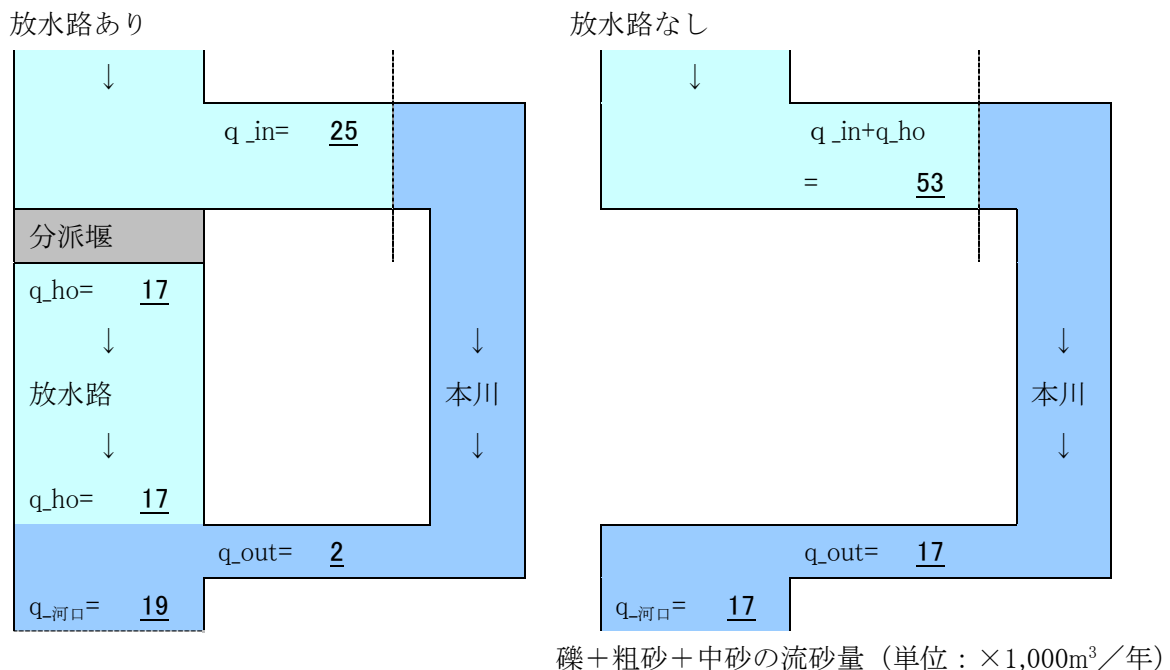 放水路あり
↓
q_in= 25
分派堰
q_ho= 17
↓
放水路
↓
q_ho= 17
↓
本川
↓
q_out= 2
q_河口= 19
放水路なし
↓
q_in+q_ho
= 53
↓
本川
↓
q_out= 17
q_河口= 17
礫+粗砂+中砂の流砂量(単位:×1,000m³/年)